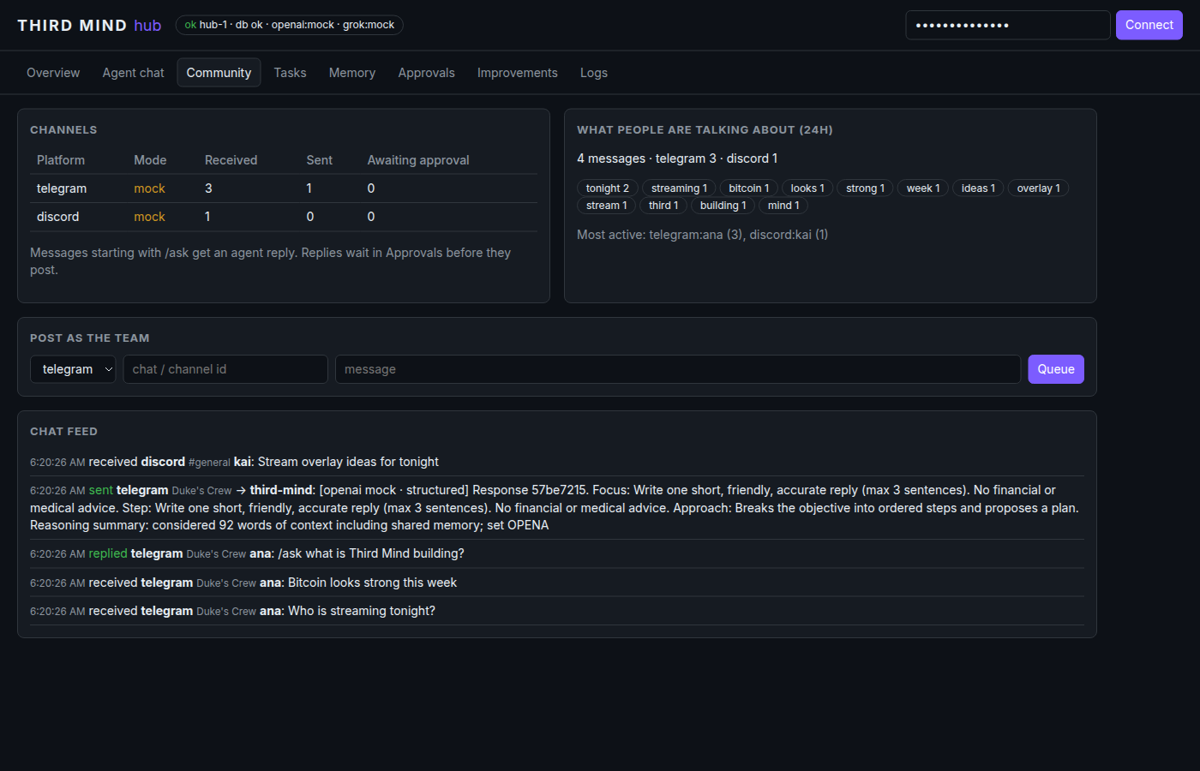 THIRD MIND hub
ok hub-1 · db ok · openai:mock · grok:mock
••••••••••••••
Connect
Overview
Agent chat
Community
Tasks
Memory
Approvals
Improvements
Logs
CHANNELS
Platform Mode Received Sent Awaiting approval
telegram mock 3 1 0
discord mock 1 0 0
Messages starting with /ask get an agent reply. Replies wait in Approvals before they
post.
WHAT PEOPLE ARE TALKING ABOUT (24H)
4 messages · telegram 3 · discord 1
tonight 2 streaming 1 bitcoin 1 looks 1 strong 1 week 1 ideas 1 overlay 1
stream 1 third 1 building 1 mind 1
Most active: telegram:ana (3), discord:kai (1)
POST AS THE TEAM
telegram chat / channel id message Queue
CHAT FEED
6:20:26 AM received discord #general kai: Stream overlay ideas for tonight
6:20:26 AM sent telegram Duke's Crew → third-mind: [openai mock · structured] Response 57be7215. Focus: Write one short, friendly, accurate reply (max 3 sentences). No financial or
medical advice. Step: Write one short, friendly, accurate reply (max 3 sentences). No financial or medical advice. Approach: Breaks the objective into ordered steps and proposes a plan.
Reasoning summary: considered 92 words of context including shared memory; set OPENA
6:20:26 AM replied telegram Duke's Crew ana: /ask what is Third Mind building?
6:20:26 AM received telegram Duke's Crew ana: Bitcoin looks strong this week
6:20:26 AM received telegram Duke's Crew ana: Who is streaming tonight?